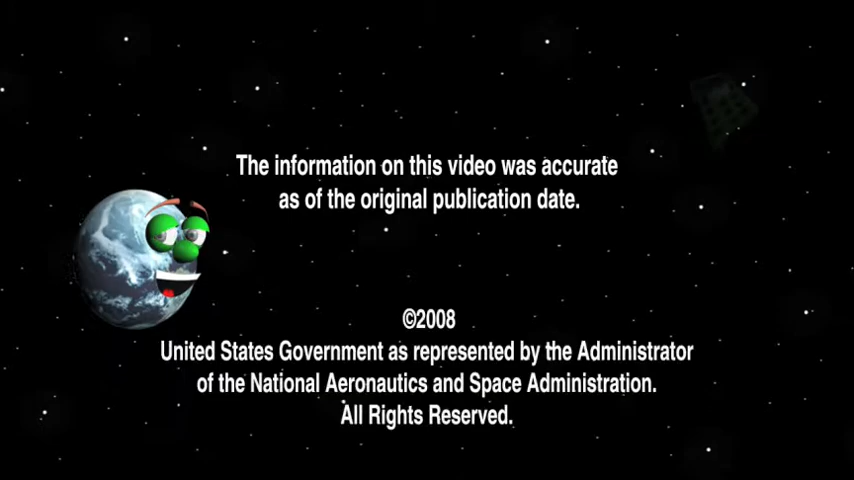 The information on this video was accurate
as of the original publication date.
©2008
United States Government as represented by the Administrator
of the National Aeronautics and Space Administration.
All Rights Reserved.